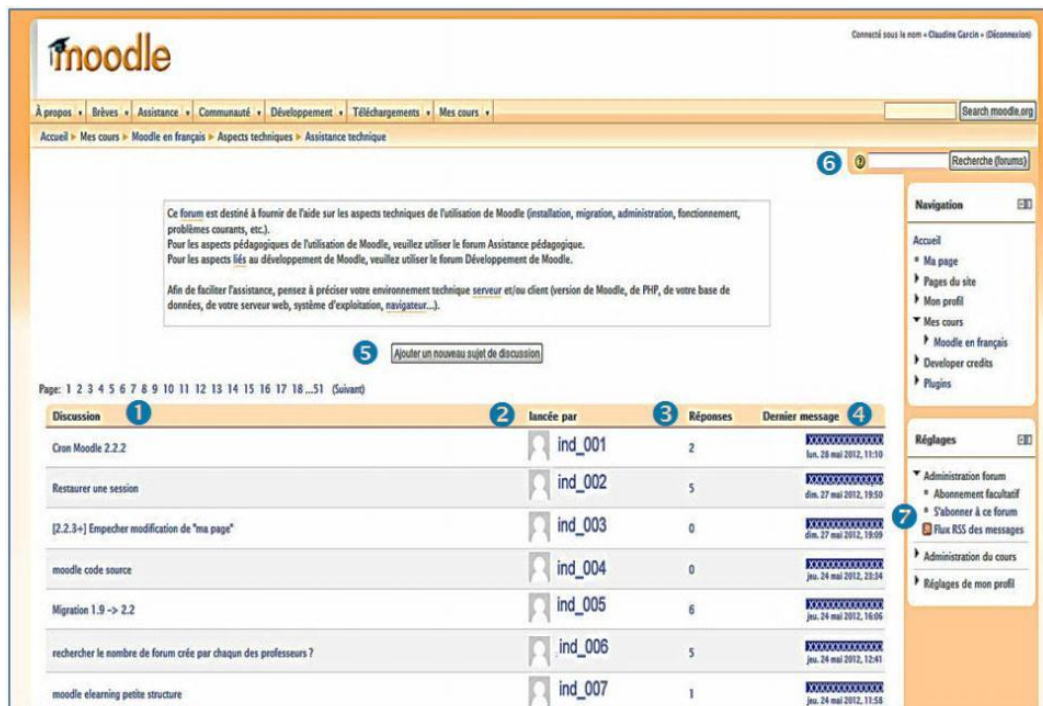 Connecté sous le nom « Claudine Garcin » (Déconnexion)
moodle
À propos Brèves Assistance Communauté Développement Téléchargements Mes cours
Search moodle.org
Accueil ► Mes cours ► Moodle en français ► Aspects techniques ► Assistance technique
6 Recherche (forums)
Ce forum est destiné à fournir de l'aide sur les aspects techniques de l'utilisation de Moodle (installation, migration, administration, fonctionnement,
problèmes courants, etc.).
Pour les aspects pédagogiques de l'utilisation de Moodle, veuillez utiliser le forum Assistance pédagogique.
Pour les aspects liés au développement de Moodle, veuillez utiliser le forum Développement de Moodle.
Afin de faciliter l'assistance, pensez à préciser votre environnement technique serveur et/ou client (version de Moodle, de PHP, de votre base de
données, de votre serveur web, système d'exploitation, navigateur...).
5 Ajouter un nouveau sujet de discussion
Page: 1 2 3 4 5 6 7 8 9 10 11 12 13 14 15 16 17 18 ...51 (Suivant)
Discussion 1 2 lancée par 3 Réponses Dernier message 4
Cron Moodle 2.2.2 ind_001 2 XXXXXXXXXXXXX
lun. 28 mai 2012, 11:10
Restaurer une session ind_002 5 XXXXXXXXXXXXX
dim. 27 mai 2012, 19:50
[2.2.3+] Empecher modification de "ma page" ind_003 0 XXXXXXXXXXXXX
dim. 27 mai 2012, 19:09
moodle code source ind_004 0 XXXXXXXXXXXXX
jeu. 24 mai 2012, 23:34
Migration 1.9 -> 2.2 ind_005 6 XXXXXXXXXXXXX
jeu. 24 mai 2012, 16:06
rechercher le nombre de forum crée par chaqun des professeurs ? ind_006 5 XXXXXXXXXXXXX
jeu. 24 mai 2012, 12:41
moodle elearning petite structure ind_007 1 XXXXXXXXXXXXX
jeu. 24 mai 2012, 11:58
Navigation
Accueil
Ma page
Pages du site
Mon profil
Mes cours
Moodle en français
Developer credits
Plugins
Réglages
Administration forum
Abonnement facultatif
7 S'abonner à ce forum
Flux RSS des messages
Administration du cours
Réglages de mon profil